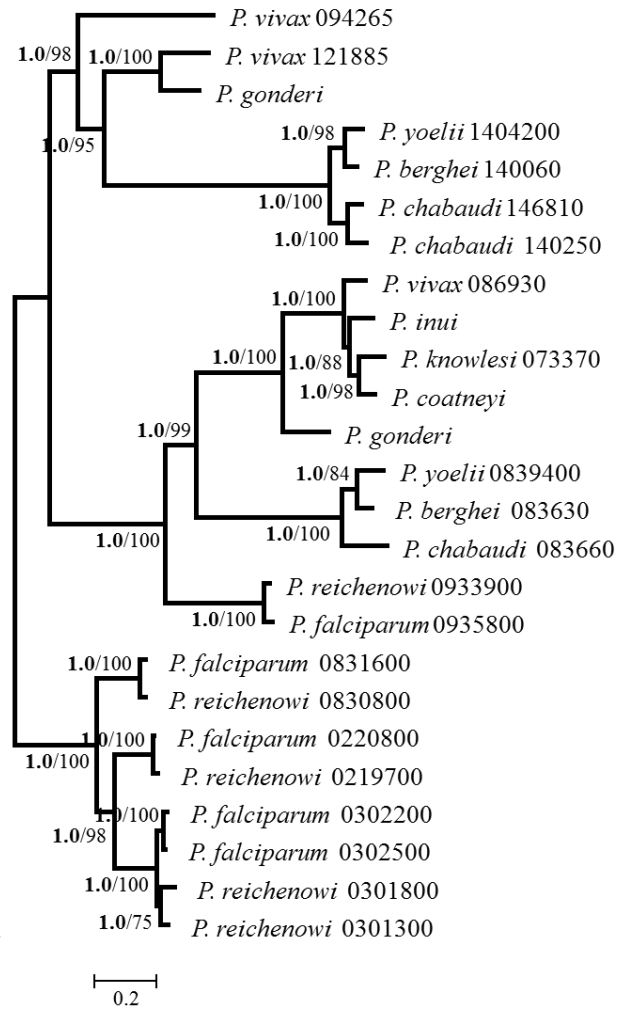 P. vivax 094265
1.0/98
1.0/100
P. vivax 121885
P. gonderi
1.0/95
1.0/98
P. yoelii 1404200
P. berghei 140060
1.0/100
P. chabaudi 146810
1.0/100
P. chabaudi 140250
P. vivax 086930
1.0/100
P. inui
1.0/100
1.0/88
P. knowlesi 073370
1.0/98
P. coatneyi
1.0/99
P. gonderi
1.0/84
P. yoelii 0839400
P. berghei 083630
1.0/100
1.0/100
P. chabaudi 083660
P. reichenowi 0933900
1.0/100
P. falciparum 0935800
1.0/100
P. falciparum 0831600
P. reichenowi 0830800
1.0/100
P. falciparum 0220800
1.0/100
P. reichenowi 0219700
1.0/100
P. falciparum 0302200
1.0/98
P. falciparum 0302500
1.0/100
P. reichenowi 0301800
1.0/75
P. reichenowi 0301300
0.2